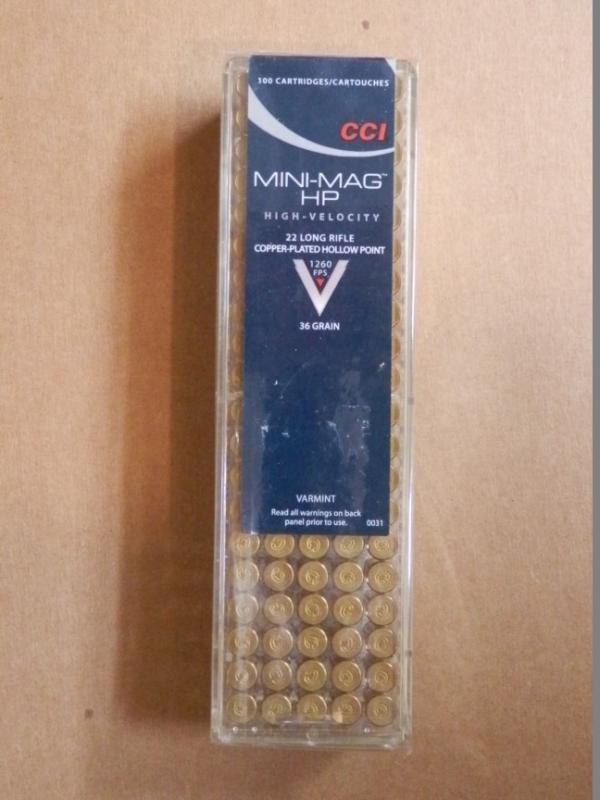 100 CARTRIDGES/CARTOUCHES
CCI
MINI-MAG™
HP
HIGH-VELOCITY
22 LONG RIFLE
COPPER-PLATED HOLLOW POINT
1260
FPS
36 GRAIN
VARMINT
Read all warnings on back
panel prior to use.
0031